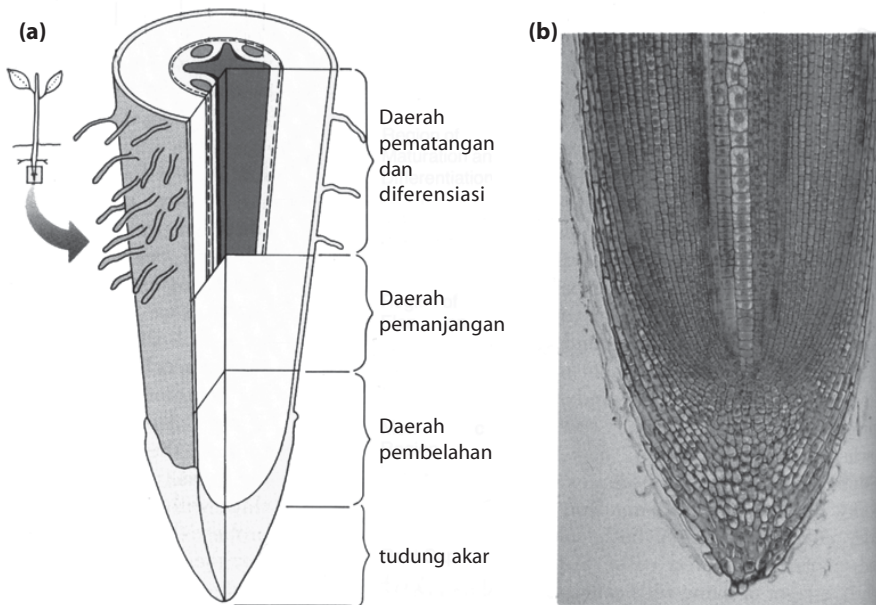 (a)
(b)
Daerah
pematangan
dan
diferensiasi
Daerah
pemanjangan
Daerah
pembelahan
tudung akar